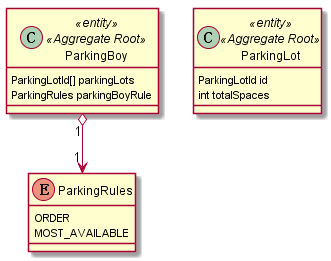 «entity»
«Aggregate Root»
C ParkingBoy
ParkingLotId[] parkingLots
ParkingRules parkingBoyRule
«entity»
«Aggregate Root»
C ParkingLot
ParkingLotId id
int totalSpaces
1
1
E ParkingRules
ORDER
MOST_AVAILABLE